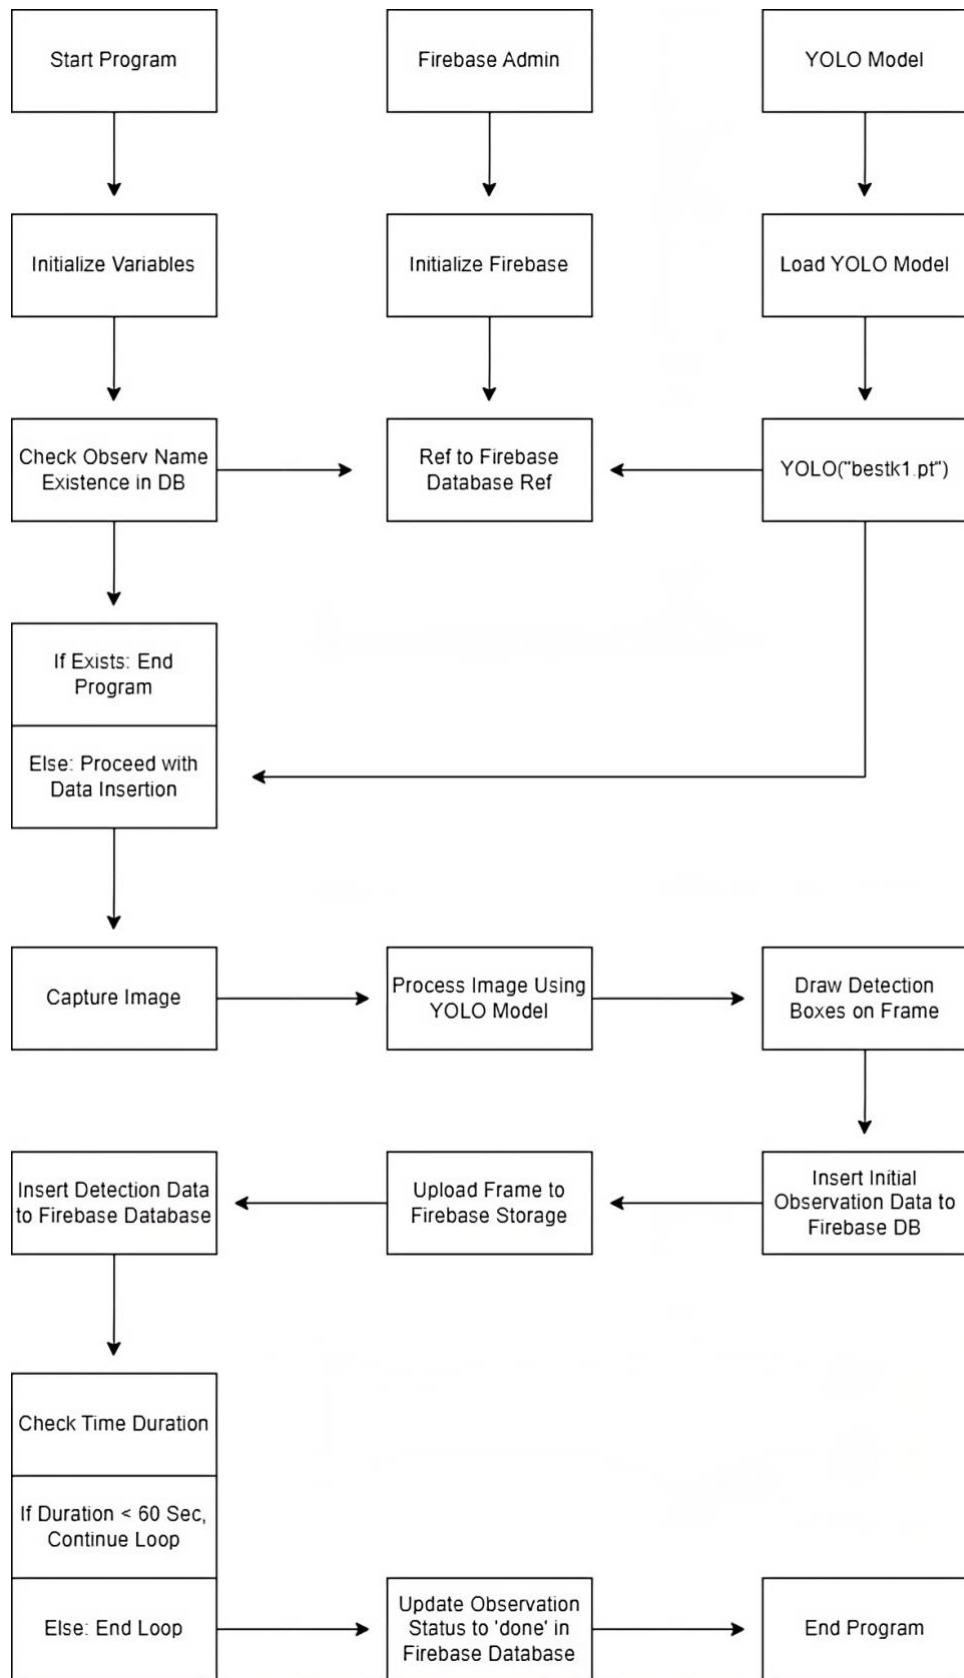 Start Program
Firebase Admin
YOLO Model
Initialize Variables
Initialize Firebase
Load YOLO Model
Check Observ Name
Existence in DB
Ref to Firebase
Database Ref
YOLO("bestk1.pt")
If Exists: End
Program
Else: Proceed with
Data Insertion
Capture Image
Process Image Using
YOLO Model
Draw Detection
Boxes on Frame
Insert Detection Data
to Firebase Database
Upload Frame to
Firebase Storage
Insert Initial
Observation Data to
Firebase DB
Check Time Duration
If Duration < 60 Sec,
Continue Loop
Else: End Loop
Update Observation
Status to 'done' in
Firebase Database
End Program